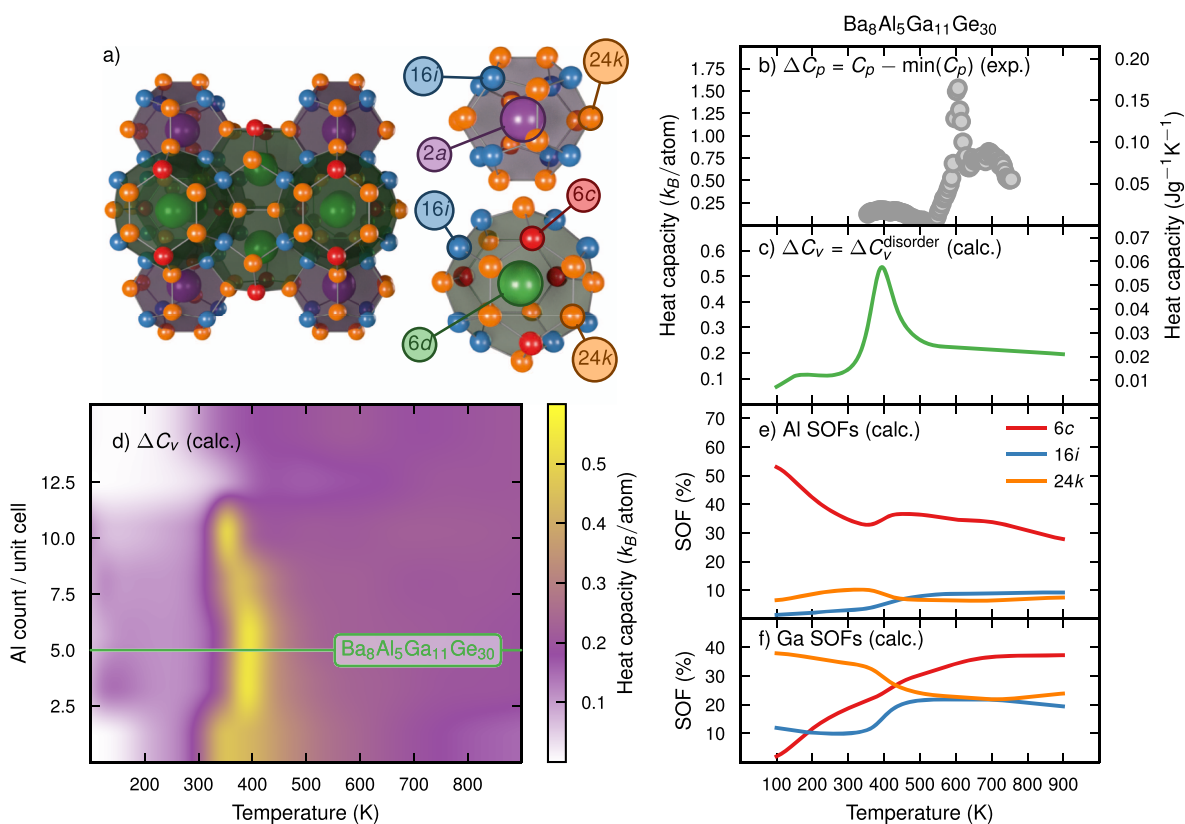 a)
16i
24k
2a
16i
6c
6d
24k
Ba8Al5Ga11Ge30
b) ΔCp = Cp − min(Cp) (exp.)
1.75
1.50
1.25
1.00
0.75
0.50
0.25
Heat capacity (kB/atom)
0.20
0.15
0.10
0.05
0.00
Heat capacity (Jg−1K−1)
c) ΔCv = ΔCv^disorder (calc.)
0.6
0.5
0.4
0.3
0.2
0.1
0.07
0.06
0.05
0.04
0.03
0.02
0.01
d) ΔCv (calc.)
12.5
10.0
7.5
5.0
2.5
Al count / unit cell
Ba8Al5Ga11Ge30
200 300 400 500 600 700 800
Temperature (K)
0.5
0.4
0.3
0.2
0.1
Heat capacity (kB/atom)
e) Al SOFs (calc.)
6c
16i
24k
70
60
50
40
30
20
10
SOF (%)
f) Ga SOFs (calc.)
40
30
20
10
SOF (%)
100 200 300 400 500 600 700 800 900
Temperature (K)